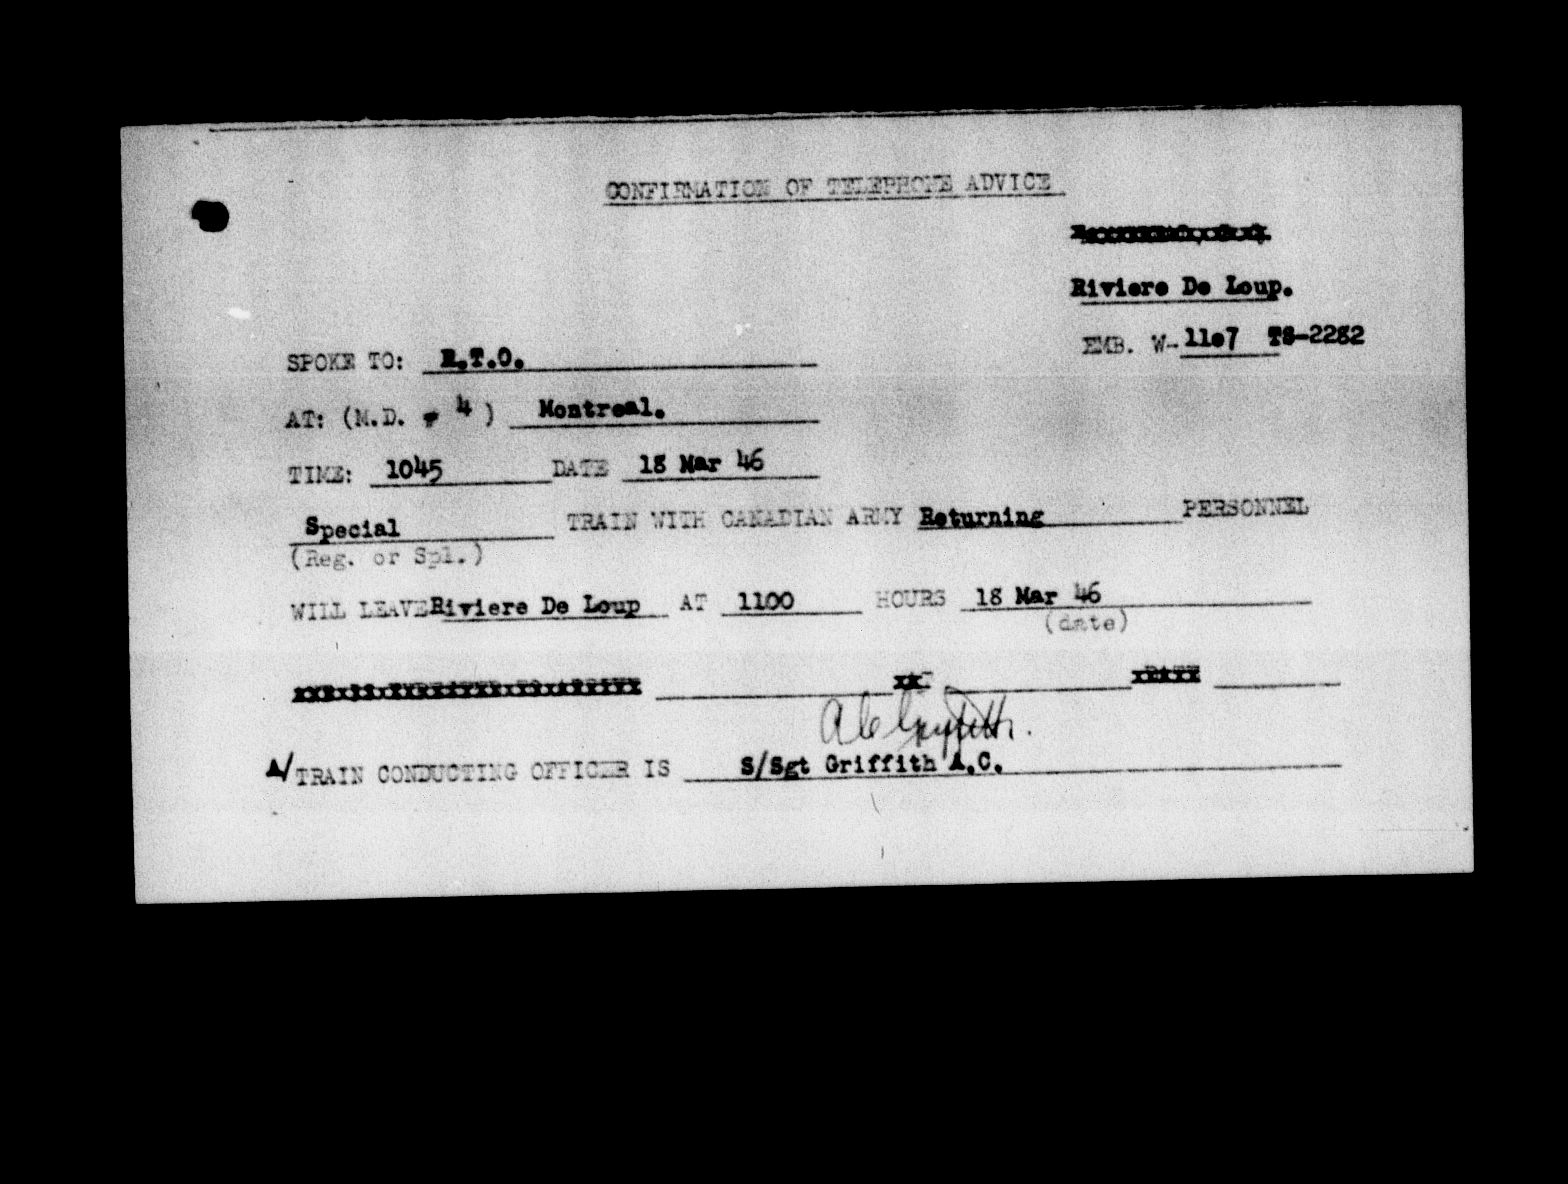 CONFIRMATION OF TELEPHONE ADVICE
Riviere De Loup.
EMB. W-11e7 TS-2282
SPOKE TO: R.T.O.
AT: (M.D. # 4 ) Montreal.
TIME: 1045 DATE 18 Mar 46
Special TRAIN WITH CANADIAN ARMY Returning PERSONNEL
(Reg. or Spl.)
WILL LEAVE Riviere De Loup AT 1100 HOURS 18 Mar 46
(date)
A C Griffith.
A/TRAIN CONDUCTING OFFICER IS S/Sgt Griffith A.C.